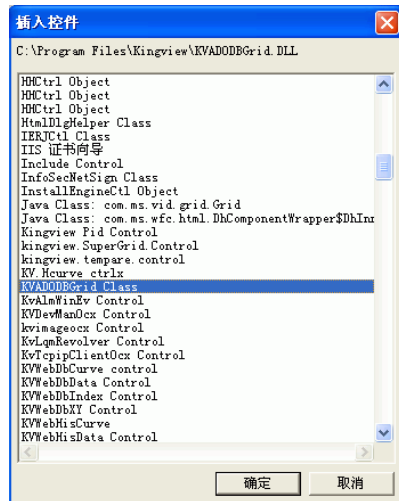 插入控件
C:\Program Files\Kingview\KVADODBGrid.DLL
HHCtrl Object
HHCtrl Object
HHCtrl Object
HtmlDlgHelper Class
IERJCtl Class
IIS 证书向导
Include Control
InfoSecNetSign Class
InstallEngineCtl Object
Java Class: com.ms.vid.grid.Grid
Java Class: com.ms.wfc.html.DhComponentWrapper$DhInn
Kingview Pid Control
kingview.SuperGrid.Control
kingview.tempare.control
KV.Hcurve ctrlx
KVADODBGrid Class
KvAlmWinEv Control
KVDevManOcx Control
kvimageocx Control
KvLqmRevolver Control
KvTcpipClientOcx Control
KVWebDbCurve control
KVWebDbData Control
KVWebDbIndex Control
KVWebDbXY Control
KVWebHisCurve
KVWebHisData Control
确定 取消